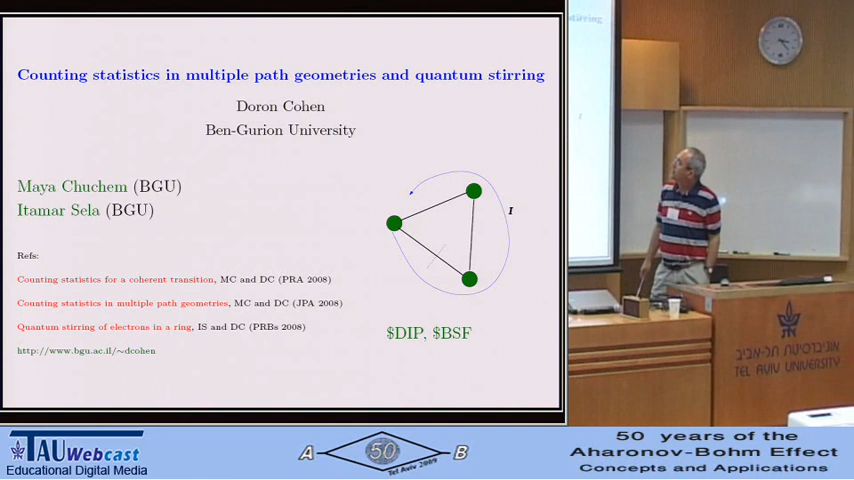 Counting statistics in multiple path geometries and quantum stirring
Doron Cohen
Ben-Gurion University
Maya Chuchem (BGU)
Itamar Sela (BGU)
Refs:
Counting statistics for a coherent transition, MC and DC (PRA 2008)
Counting statistics in multiple path geometries, MC and DC (JPA 2008)
Quantum stirring of electrons in a ring, IS and DC (PRBs 2008)
http://www.bgu.ac.il/∼dcohen
I
$DIP, $BSF
stirring
אוניברסיטת תל-אביב
TEL AVIV UNIVERSITY
TAU Webcast
Educational Digital Media
A 50 B
Tel Aviv 2009
50 years of the
Aharonov-Bohm Effect
Concepts and Applications